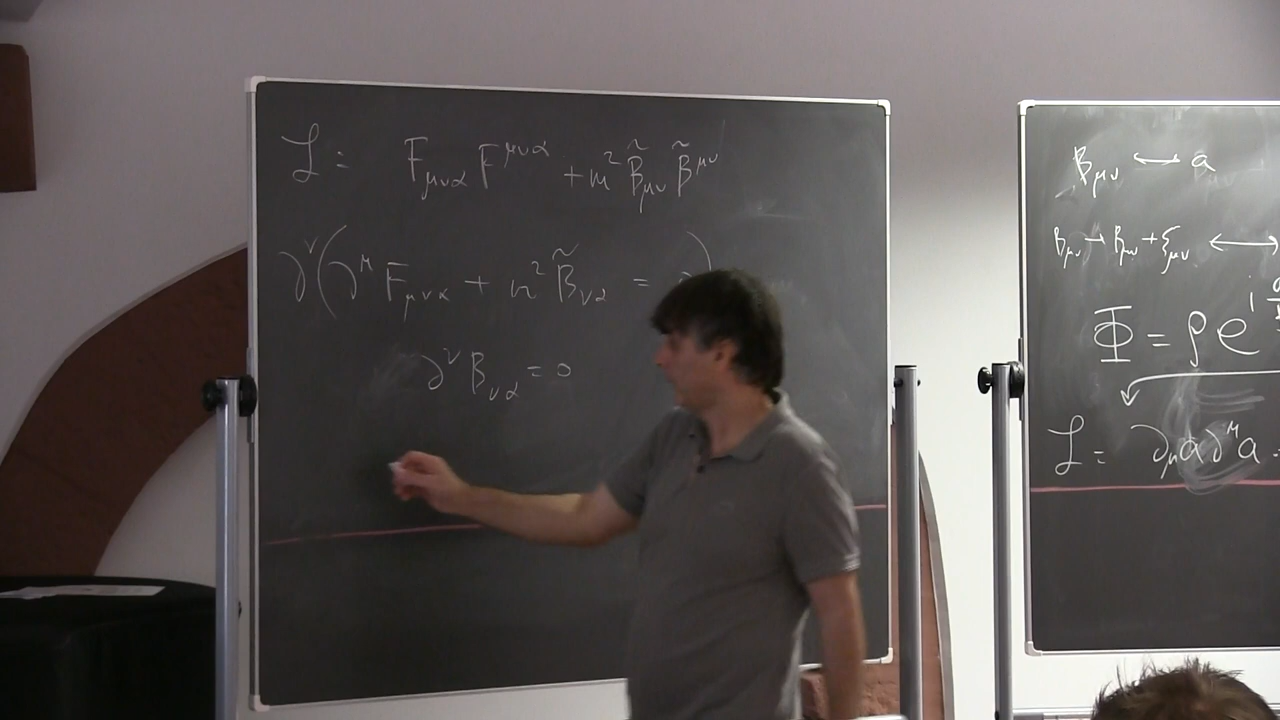 ℒ = F_{μνα} F^{μνα} + m² B̃_{μν} B̃^{μν}
∂^ν(∂^μ F_{μνα} + m² B̃_{να} = 0)
∂^ν B_{να} = 0
B_{μν} ↔ a
B_{μν} → B_{μν} + ξ_{μν} ↔
Φ = ρ e^{i
ℒ = ∂_μ a ∂^μ a